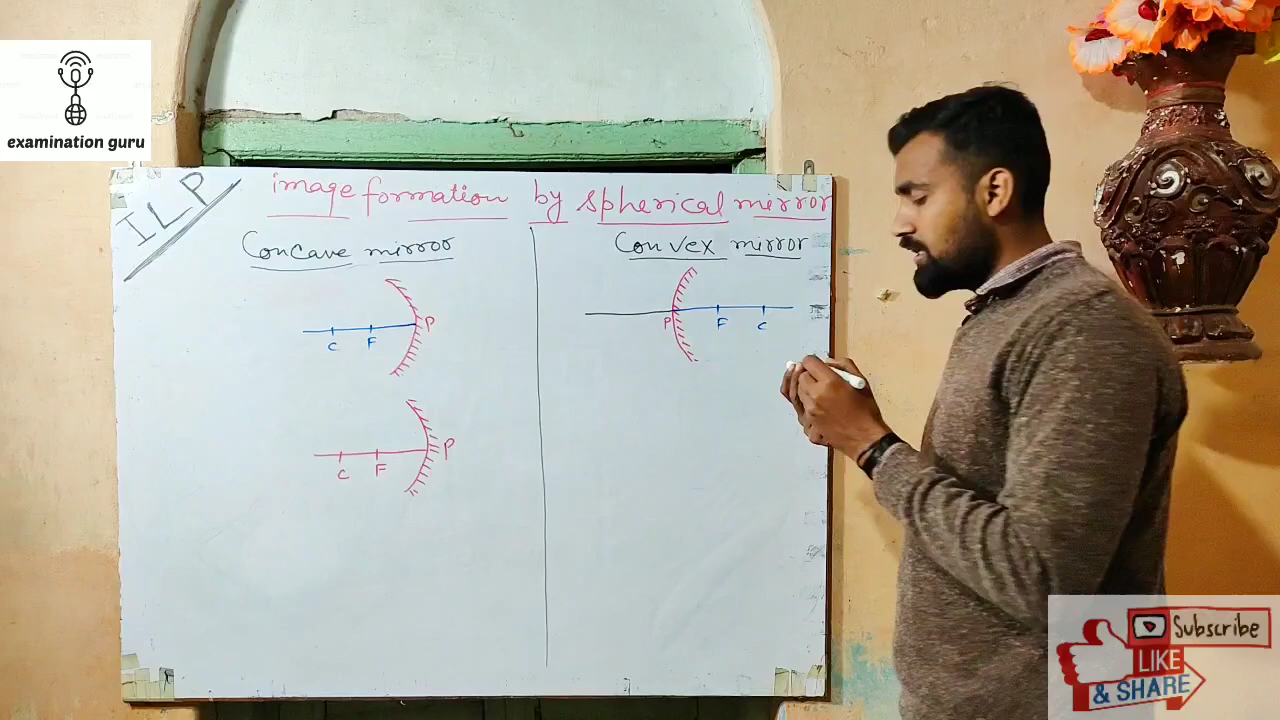 examination guru
ILP
image formation by spherical mirror
Concave mirror
Convex mirror
P
C F
P F C
P
C F
Subscribe
LIKE
& SHARE